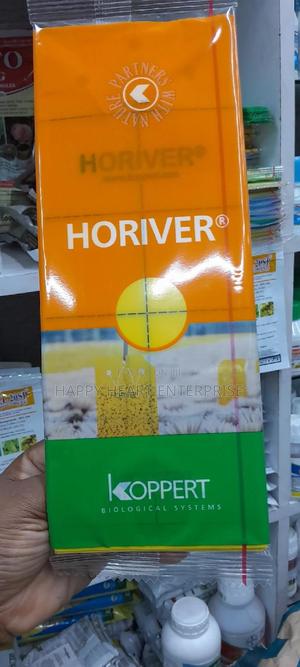 PARTNERS WITH NATURE
HORIVER®
HORIVER®
HAPPY HEART ENTERPRISE
KOPPERT
BIOLOGICAL SYSTEMS